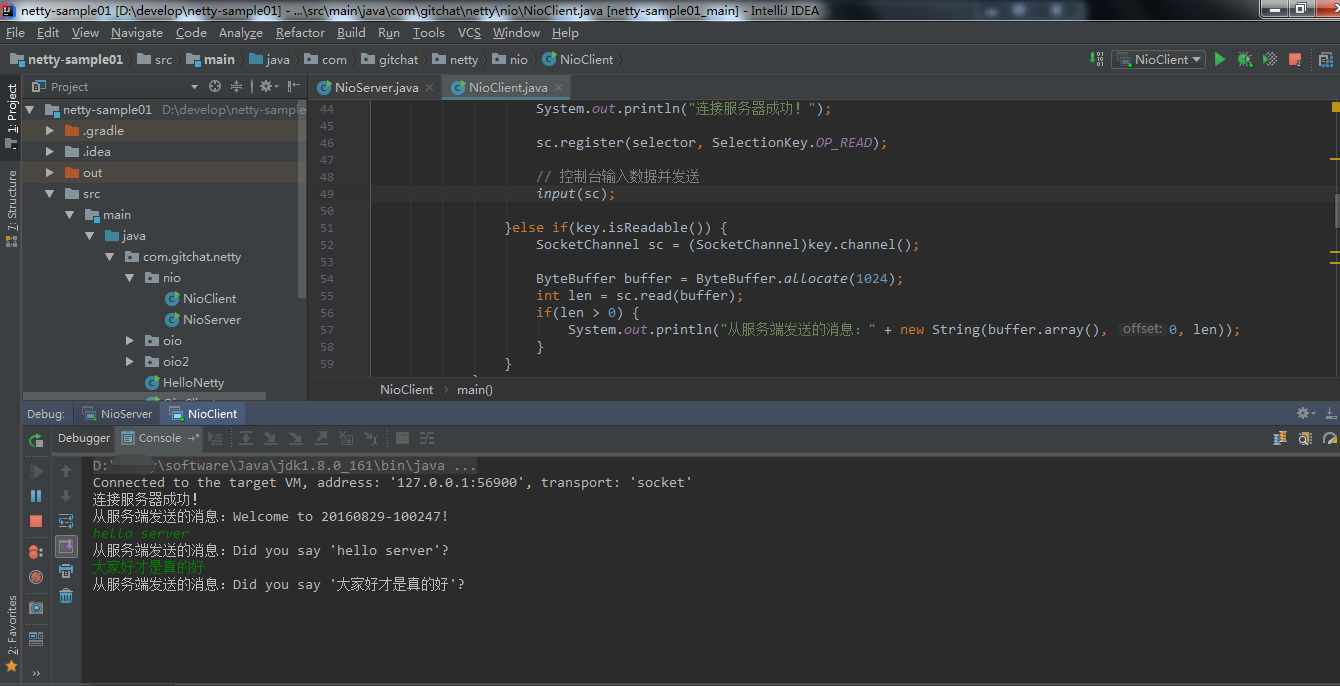 netty-sample01 [D:\develop\netty-sample01] - ...\src\main\java\com\gitchat\netty\nio\NioClient.java [netty-sample01_main] - IntelliJ IDEA
File Edit View Navigate Code Analyze Refactor Build Run Tools VCS Window Help
netty-sample01 src main java com gitchat netty nio NioClient NioClient
1: Project
7: Structure
2: Favorites
Project
netty-sample01 D:\develop\netty-sample
.gradle
.idea
out
src
main
java
com.gitchat.netty
nio
NioClient
NioServer
oio
oio2
HelloNetty
NioServer.java NioClient.java
44 System.out.println("连接服务器成功！");
45
46 sc.register(selector, SelectionKey.OP_READ);
47
48 // 控制台输入数据并发送
49 input(sc);
50
51 }else if(key.isReadable()) {
52 SocketChannel sc = (SocketChannel)key.channel();
53
54 ByteBuffer buffer = ByteBuffer.allocate(1024);
55 int len = sc.read(buffer);
56 if(len > 0) {
57 System.out.println("从服务端发送的消息：" + new String(buffer.array(), offset: 0, len));
58 }
59 }
NioClient main()
Debug: NioServer NioClient
Debugger Console
\software\Java\jdk1.8.0_161\bin\java ...
Connected to the target VM, address: '127.0.0.1:56900', transport: 'socket'
连接服务器成功！
从服务端发送的消息：Welcome to 20160829-100247!
hello server
从服务端发送的消息：Did you say 'hello server'?
大家好才是真的好
从服务端发送的消息：Did you say '大家好才是真的好'?